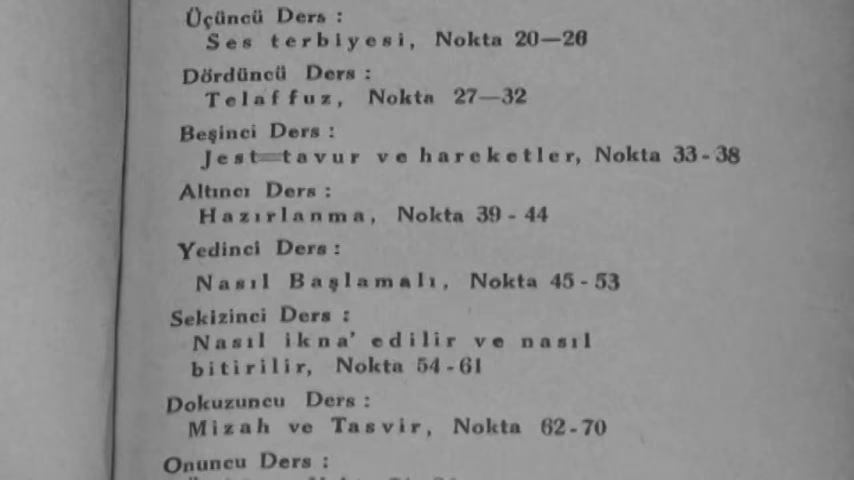 Üçüncü Ders :
Ses terbiyesi, Nokta 20—26
Dördüncü Ders :
Telaffuz, Nokta 27—32
Beşinci Ders :
Jest=tavur ve hareketler, Nokta 33-38
Altıncı Ders :
Hazırlanma, Nokta 39 - 44
Yedinci Ders :
Nasıl Başlamalı, Nokta 45 - 53
Sekizinci Ders :
Nasıl ikna' edilir ve nasıl
bitirilir, Nokta 54 - 61
Dokuzuncu Ders :
Mizah ve Tasvir, Nokta 62-70
Onuncu Ders :